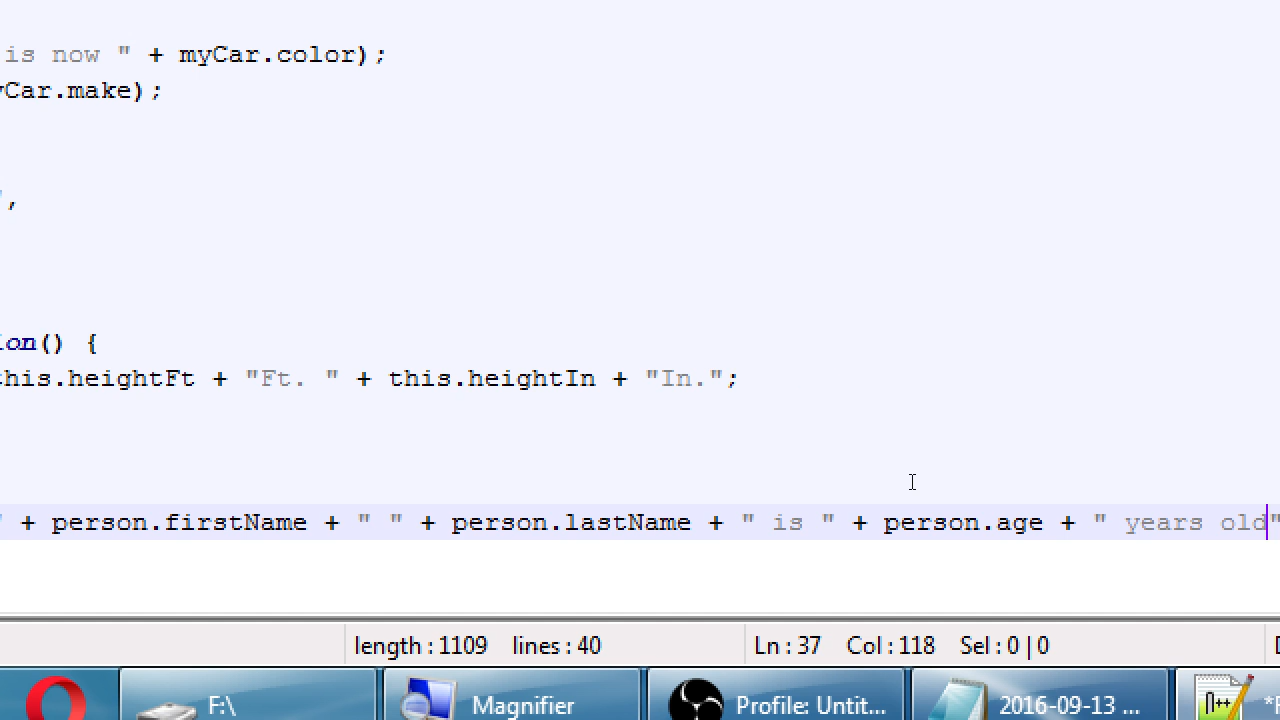 is now " + myCar.color);
Car.make);
",
ion() {
this.heightFt + "Ft. " + this.heightIn + "In.";
" + person.firstName + " " + person.lastName + " is " + person.age + " years old"
length : 1109 lines : 40 Ln : 37 Col : 118 Sel : 0 | 0
F:\ Magnifier Profile: Untit... 2016-09-13 ...